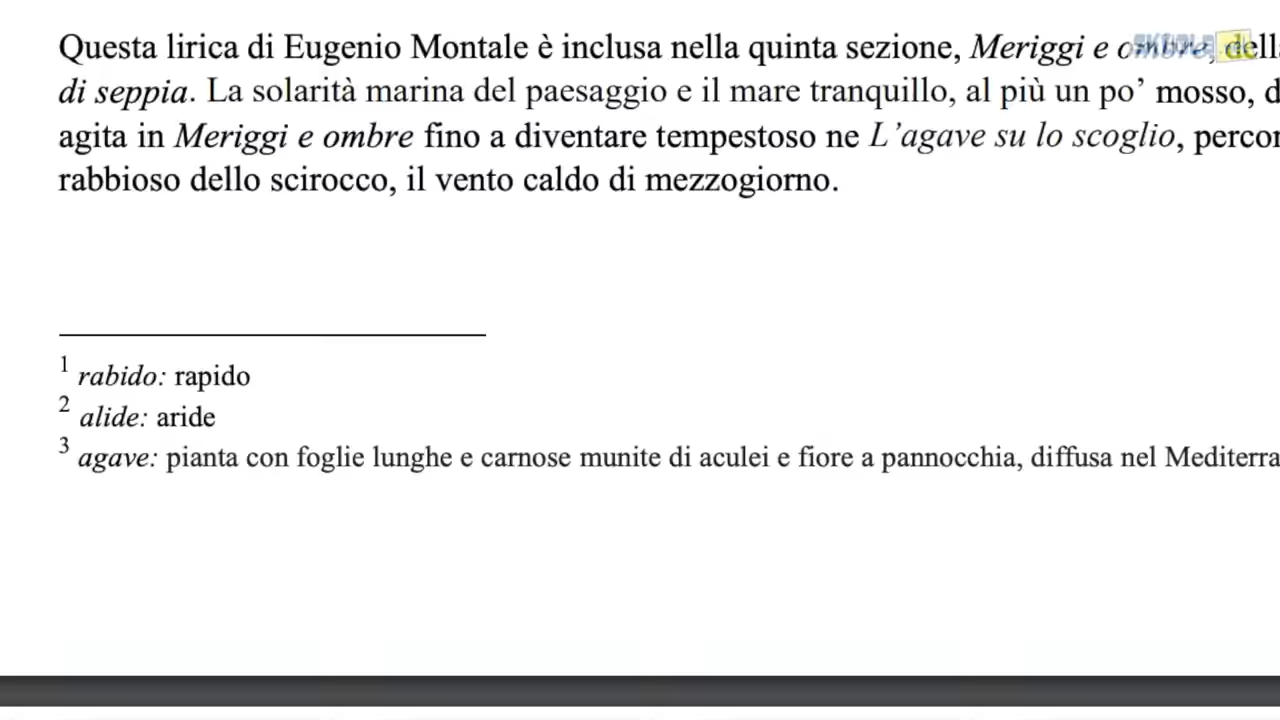 Questa lirica di Eugenio Montale è inclusa nella quinta sezione, Meriggi e ombre,
di seppia. La solarità marina del paesaggio e il mare tranquillo, al più un po’ mosso,
agita in Meriggi e ombre fino a diventare tempestoso ne L’agave su lo scoglio,
rabbioso dello scirocco, il vento caldo di mezzogiorno.
1 rabido: rapido
2 alide: aride
3 agave: pianta con foglie lunghe e carnose munite di aculei e fiore a pannocchia, diffusa nel